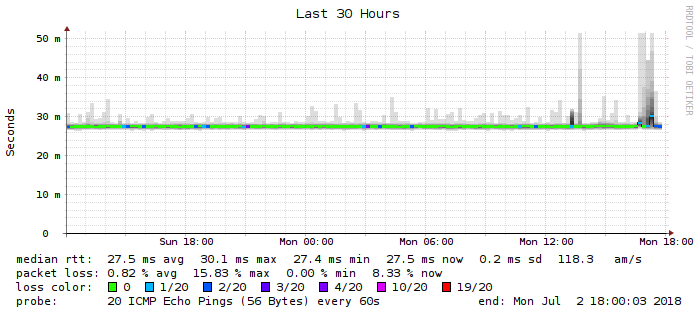 Last 30 Hours
RRDTOOL / TOBI OETIKER
Seconds
50 m
40 m
30 m
20 m
10 m
0
Sun 18:00 Mon 00:00 Mon 06:00 Mon 12:00 Mon 18:00
median rtt: 27.5 ms avg 30.1 ms max 27.4 ms min 27.5 ms now 0.2 ms sd 118.3 am/s
packet loss: 0.82 % avg 15.83 % max 0.00 % min 8.33 % now
loss color: 0 1/20 2/20 3/20 4/20 10/20 19/20
probe: 20 ICMP Echo Pings (56 Bytes) every 60s end: Mon Jul 2 18:00:03 2018